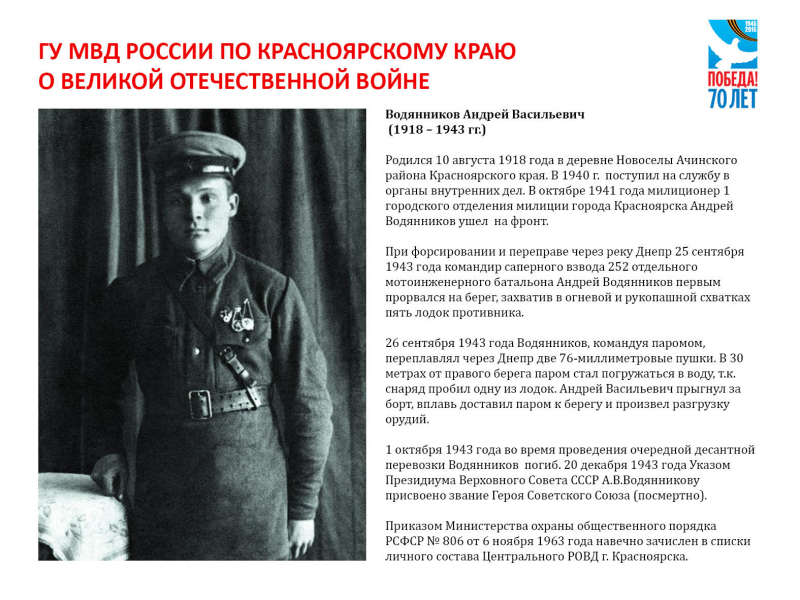 ГУ МВД РОССИИ ПО КРАСНОЯРСКОМУ КРАЮ
О ВЕЛИКОЙ ОТЕЧЕСТВЕННОЙ ВОЙНЕ
1945
2015
ПОБЕДА!
70 ЛЕТ
Водянников Андрей Васильевич
(1918 – 1943 гг.)
Родился 10 августа 1918 года в деревне Новоселы Ачинского
района Красноярского края. В 1940 г. поступил на службу в
органы внутренних дел. В октябре 1941 года милиционер 1
городского отделения милиции города Красноярска Андрей
Водянников ушел на фронт.
При форсировании и переправе через реку Днепр 25 сентября
1943 года командир саперного взвода 252 отдельного
мотоинженерного батальона Андрей Водянников первым
прорвался на берег, захватив в огневой и рукопашной схватках
пять лодок противника.
26 сентября 1943 года Водянников, командуя паромом,
переплавлял через Днепр две 76-миллиметровые пушки. В 30
метрах от правого берега паром стал погружаться в воду, т.к.
снаряд пробил одну из лодок. Андрей Васильевич прыгнул за
борт, вплавь доставил паром к берегу и произвел разгрузку
орудий.
1 октября 1943 года во время проведения очередной десантной
перевозки Водянников погиб. 20 декабря 1943 года Указом
Президиума Верховного Совета СССР А.В.Водянникову
присвоено звание Героя Советского Союза (посмертно).
Приказом Министерства охраны общественного порядка
РСФСР № 806 от 6 ноября 1963 года навечно зачислен в списки
личного состава Центрального РОВД г. Красноярска.